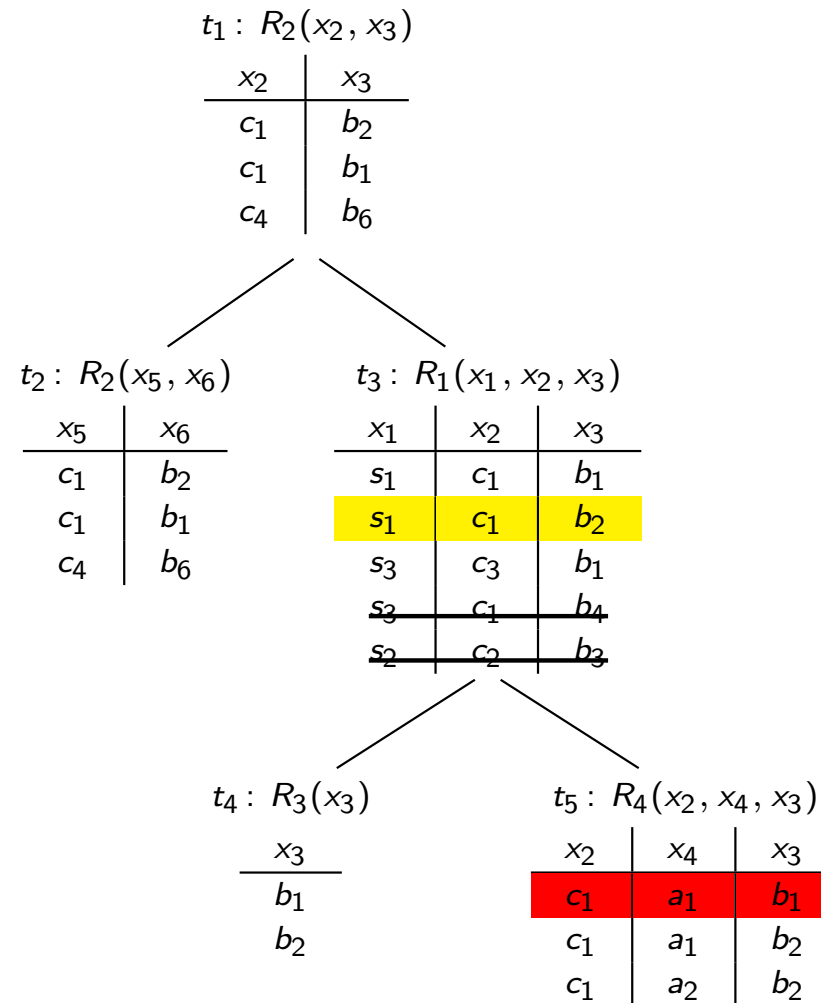 t₁ : R₂(x₂, x₃)
x₂ x₃
c₁ b₂
c₁ b₁
c₄ b₆
t₂ : R₂(x₅, x₆)
x₅ x₆
c₁ b₂
c₁ b₁
c₄ b₆
t₃ : R₁(x₁, x₂, x₃)
x₁ x₂ x₃
s₁ c₁ b₁
s₁ c₁ b₂
s₃ c₃ b₁
s₃ c₁ b₄
s₂ c₂ b₃
t₄ : R₃(x₃)
x₃
b₁
b₂
t₅ : R₄(x₂, x₄, x₃)
x₂ x₄ x₃
c₁ a₁ b₁
c₁ a₁ b₂
c₁ a₂ b₂